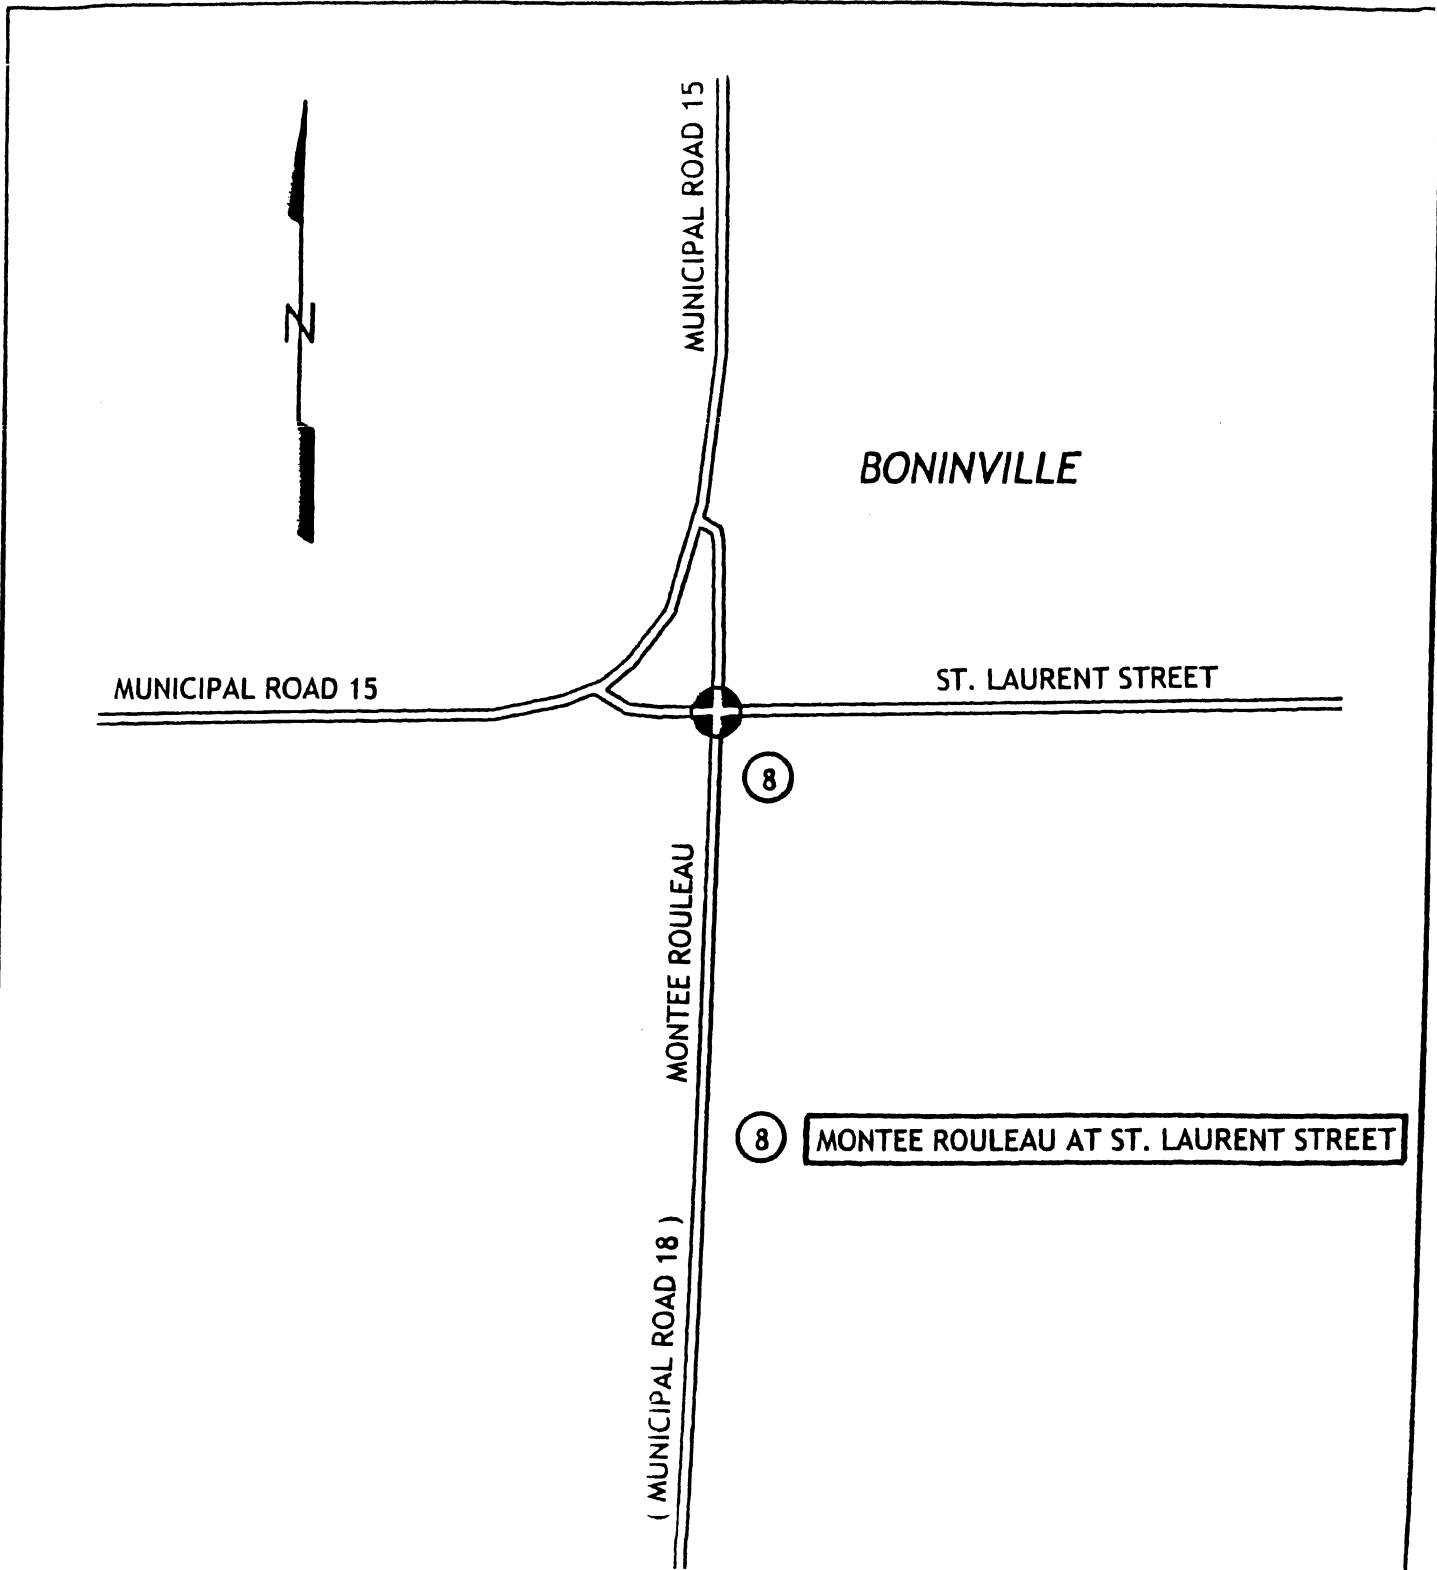 MUNICIPAL ROAD 15
N
BONINVILLE
MUNICIPAL ROAD 15
ST. LAURENT STREET
8
MONTEE ROULEAU
8 MONTEE ROULEAU AT ST. LAURENT STREET
( MUNICIPAL ROAD 18 )